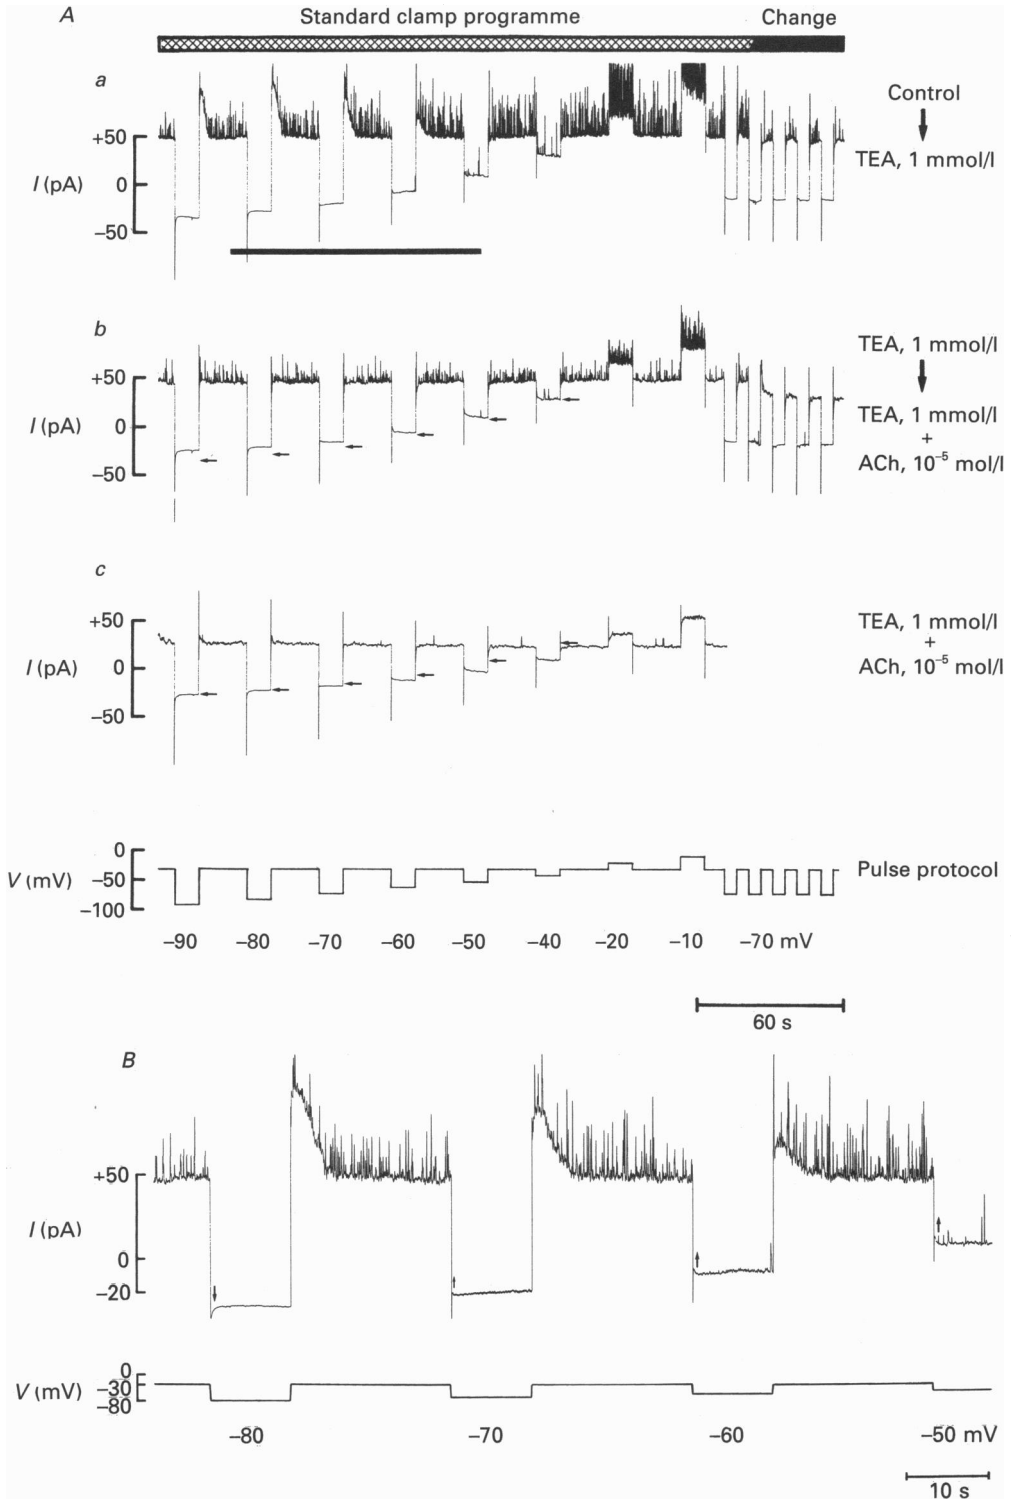 A
Standard clamp programme
Change
a
Control
TEA, 1 mmol/l
+50
0
−50
I (pA)
b
TEA, 1 mmol/l
TEA, 1 mmol/l
+
ACh, 10⁻⁵ mol/l
+50
0
−50
I (pA)
c
TEA, 1 mmol/l
+
ACh, 10⁻⁵ mol/l
+50
0
−50
I (pA)
0
−50
−100
V (mV)
Pulse protocol
−90 −80 −70 −60 −50 −40 −20 −10 −70 mV
60 s
B
+50
0
−20
I (pA)
0
−30
−80
V (mV)
−80 −70 −60 −50 mV
10 s